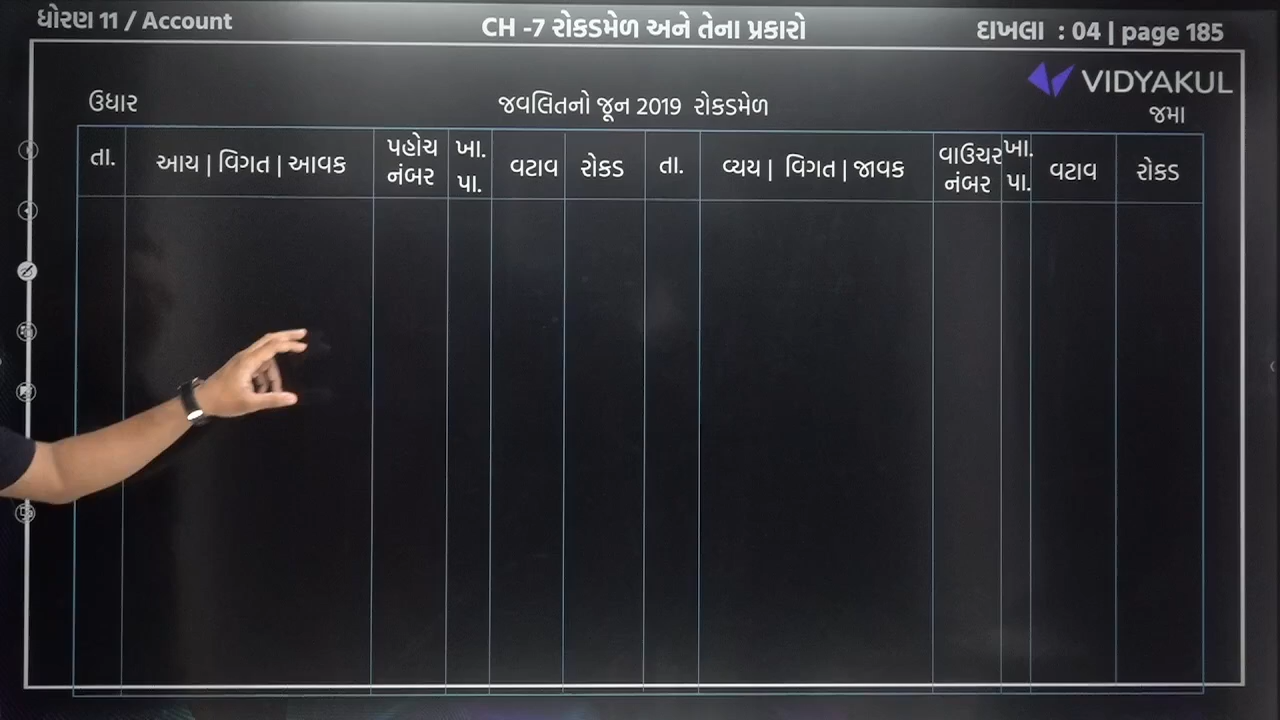 ધોરણ 11 / Account
CH -7 રોકડમેળ અને તેના પ્રકારો
દાખલા : 04 | page 185
VIDYAKUL
ઉધાર
જવલિતનો જૂન 2019 રોકડમેળ
જમા
તા.
આય | વિગત | આવક
પહોચ
નંબર
ખા.
પા.
વટાવ
રોકડ
તા.
વ્યય | વિગત | જાવક
વાઉચર
નંબર
ખા.
પા.
વટાવ
રોકડ